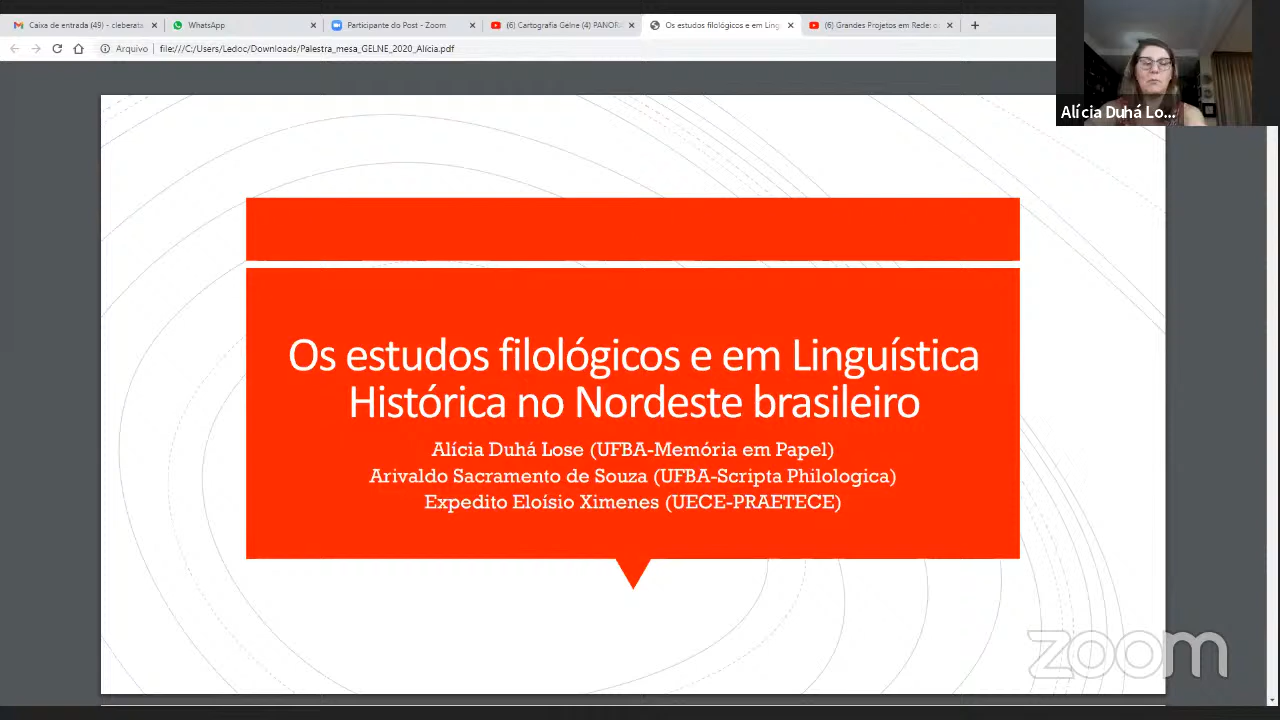 Caixa de entrada (49) - cleberata
WhatsApp
Participante do Post - Zoom
(6) Cartografia Gelne (4) PANOR
Os estudos filológicos e em Ling
(6) Grandes Projetos em Rede: d
Arquivo
file:///C:/Users/Ledoc/Downloads/Palestra_mesa_GELNE_2020_Alícia.pdf
Alícia Duhá Lo...
Os estudos filológicos e em Linguística
Histórica no Nordeste brasileiro
Alícia Duhá Lose (UFBA-Memória em Papel)
Arivaldo Sacramento de Souza (UFBA-Scripta Philologica)
Expedito Eloísio Ximenes (UECE-PRAETECE)
zoom